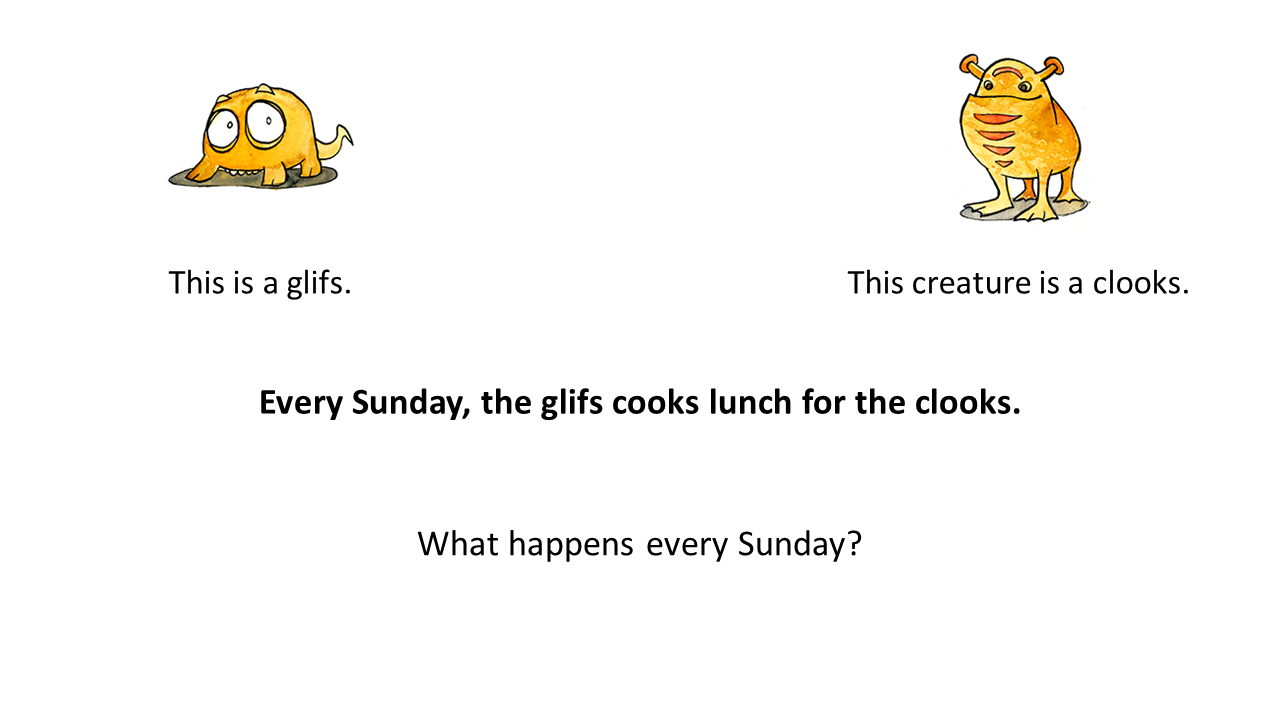 This is a glifs.
This creature is a clooks.
Every Sunday, the glifs cooks lunch for the clooks.
What happens every Sunday?